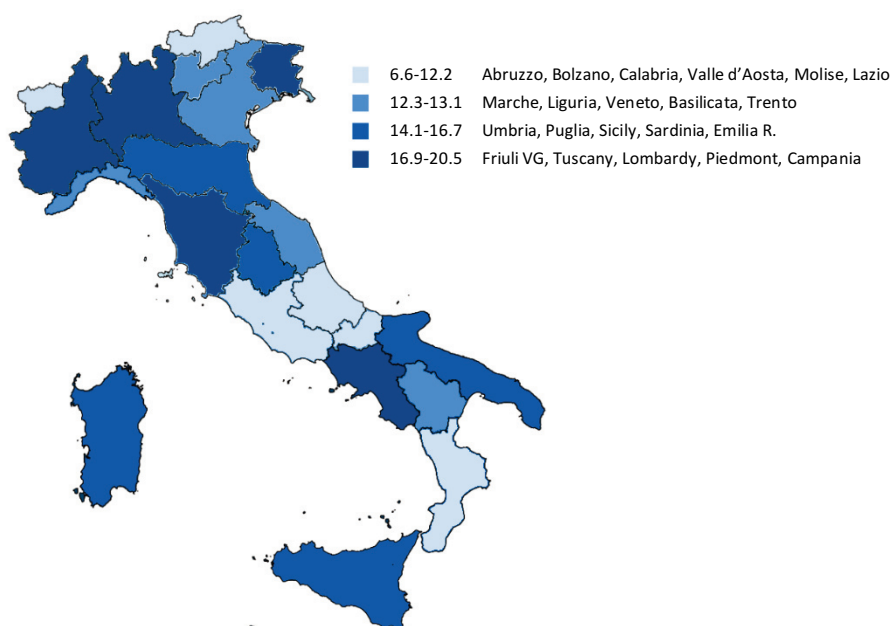 6.6-12.2 Abruzzo, Bolzano, Calabria, Valle d’Aosta, Molise, Lazio
12.3-13.1 Marche, Liguria, Veneto, Basilicata, Trento
14.1-16.7 Umbria, Puglia, Sicily, Sardinia, Emilia R.
16.9-20.5 Friuli VG, Tuscany, Lombardy, Piedmont, Campania